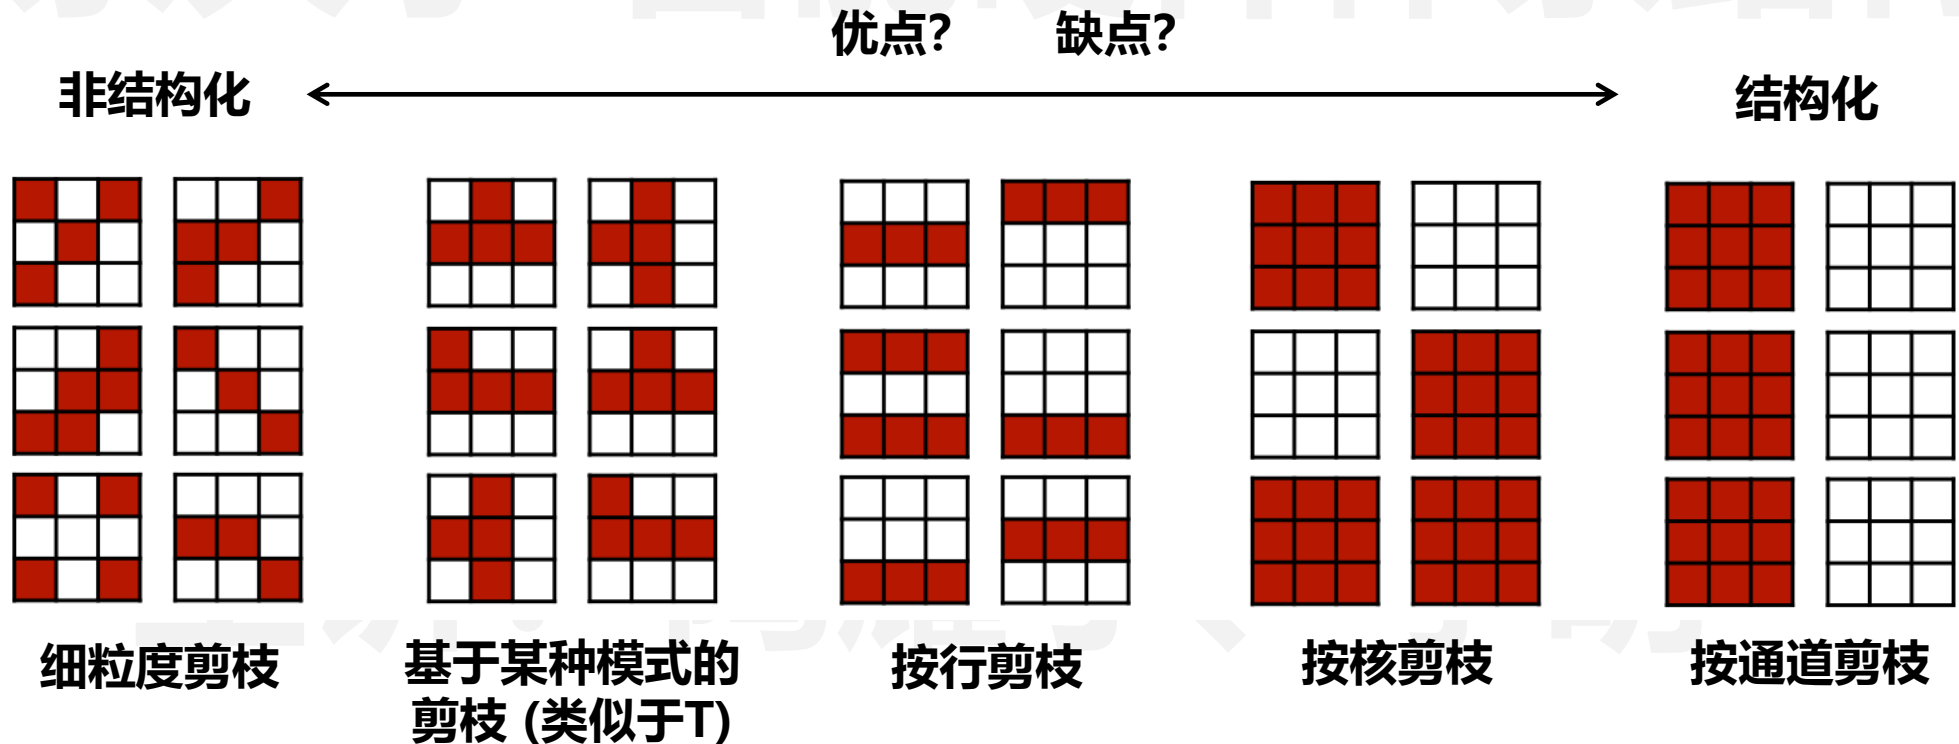 优点?
缺点?
非结构化
结构化
细粒度剪枝
基于某种模式的
剪枝 (类似于T)
按行剪枝
按核剪枝
按通道剪枝